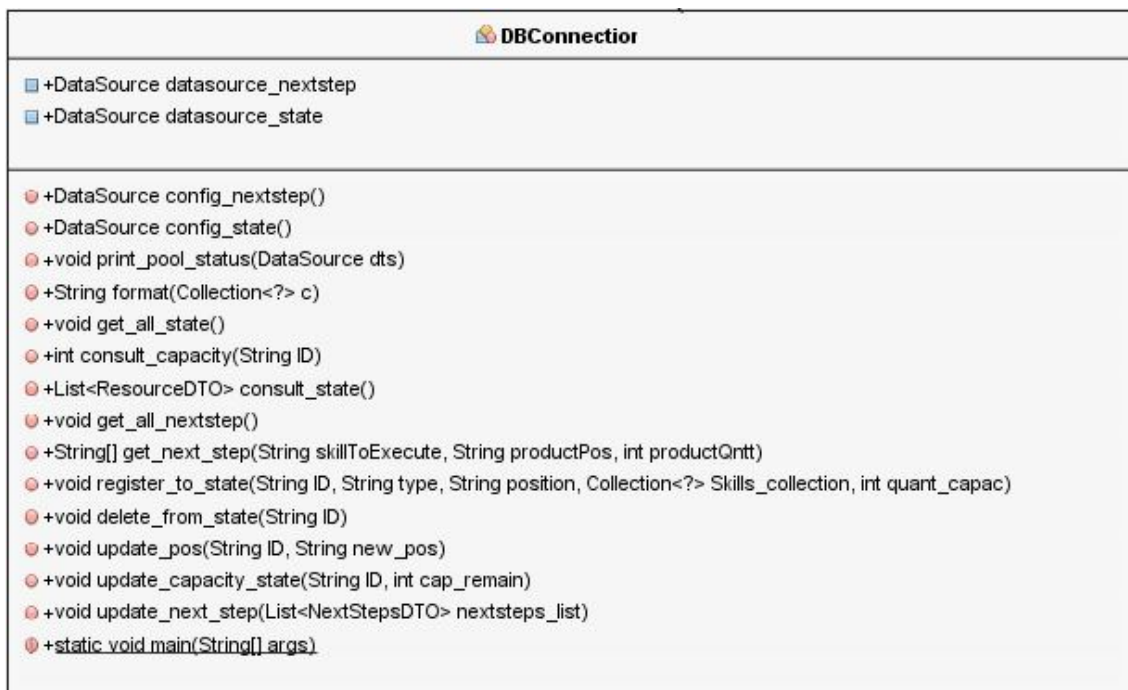 DBConnectior
+DataSource datasource_nextstep
+DataSource datasource_state
+DataSource config_nextstep()
+DataSource config_state()
+void print_pool_status(DataSource dts)
+String format(Collection<?> c)
+void get_all_state()
+int consult_capacity(String ID)
+List<ResourceDTO> consult_state()
+void get_all_nextstep()
+String[] get_next_step(String skillToExecute, String productPos, int productQntt)
+void register_to_state(String ID, String type, String position, Collection<?> Skills_collection, int quant_capac)
+void delete_from_state(String ID)
+void update_pos(String ID, String new_pos)
+void update_capacity_state(String ID, int cap_remain)
+void update_next_step(List<NextStepsDTO> nextsteps_list)
+static void main(String[] args)